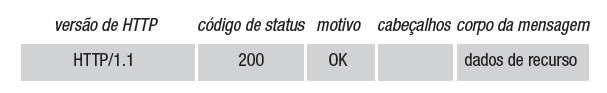 versão de HTTP código de status motivo cabeçalhos corpo da mensagem
HTTP/1.1 200 OK dados de recurso